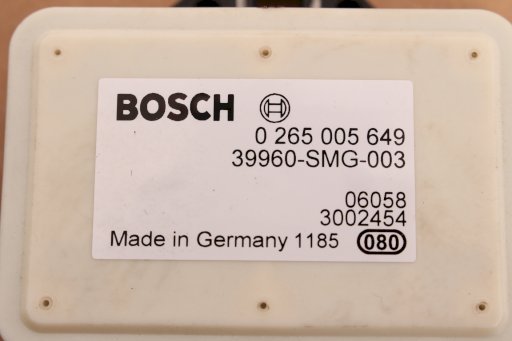 BOSCH
0 265 005 649
39960-SMG-003
06058
3002454
Made in Germany 1185 080